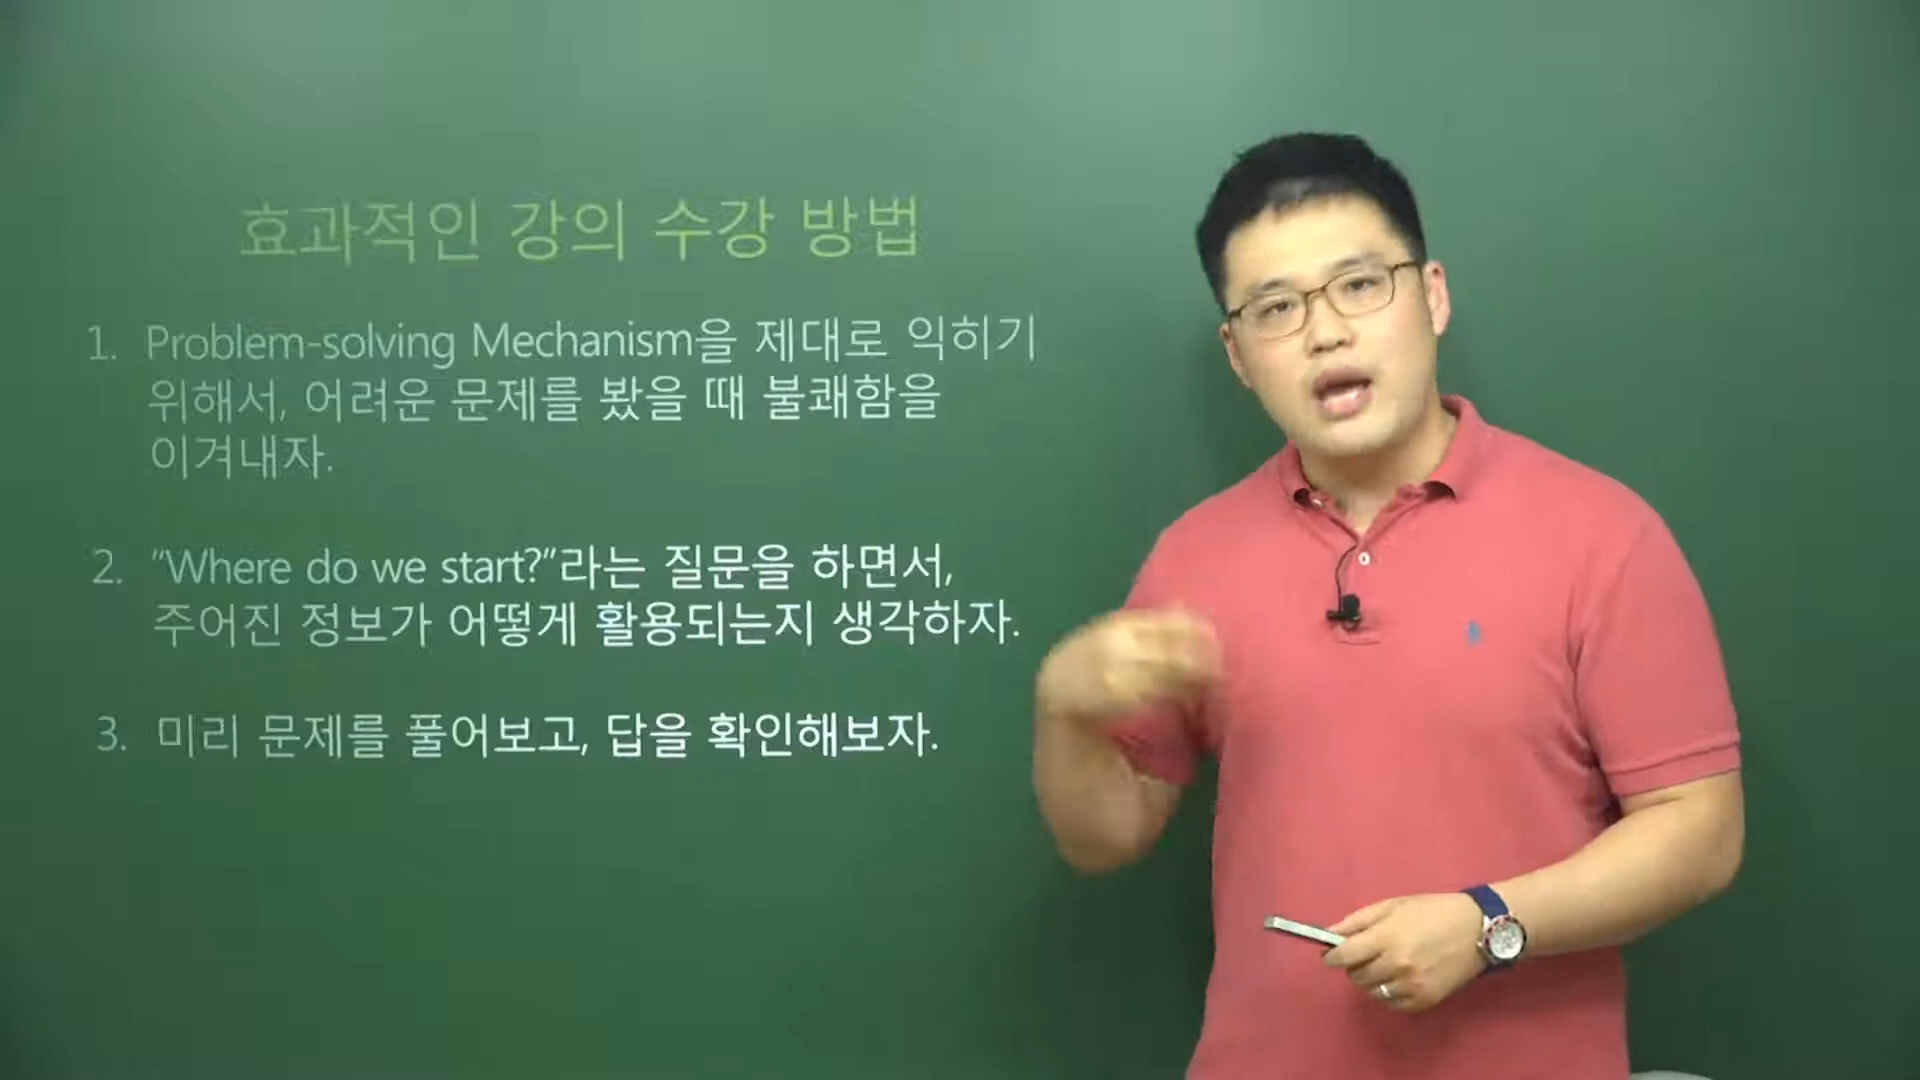 효과적인 강의 수강 방법
1. Problem-solving Mechanism을 제대로 익히기
위해서, 어려운 문제를 봤을 때 불쾌함을
이겨내자.
2. “Where do we start?”라는 질문을 하면서,
주어진 정보가 어떻게 활용되는지 생각하자.
3. 미리 문제를 풀어보고, 답을 확인해보자.